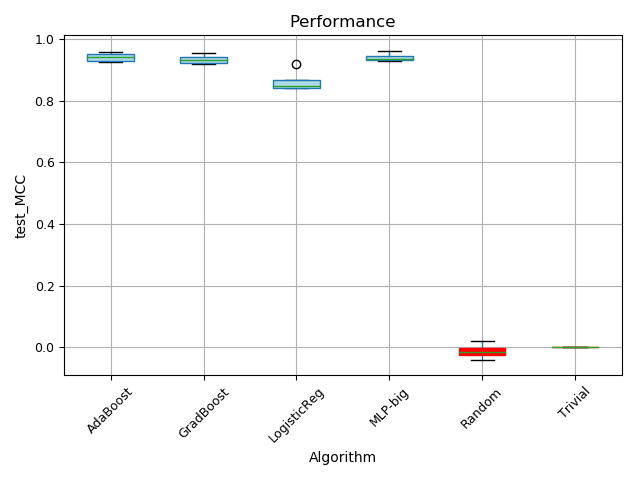 Performance
1.0
0.8
0.6
0.4
0.2
0.0
test_MCC
AdaBoost
GradBoost
LogisticReg
MLP-big
Random
Trivial
Algorithm